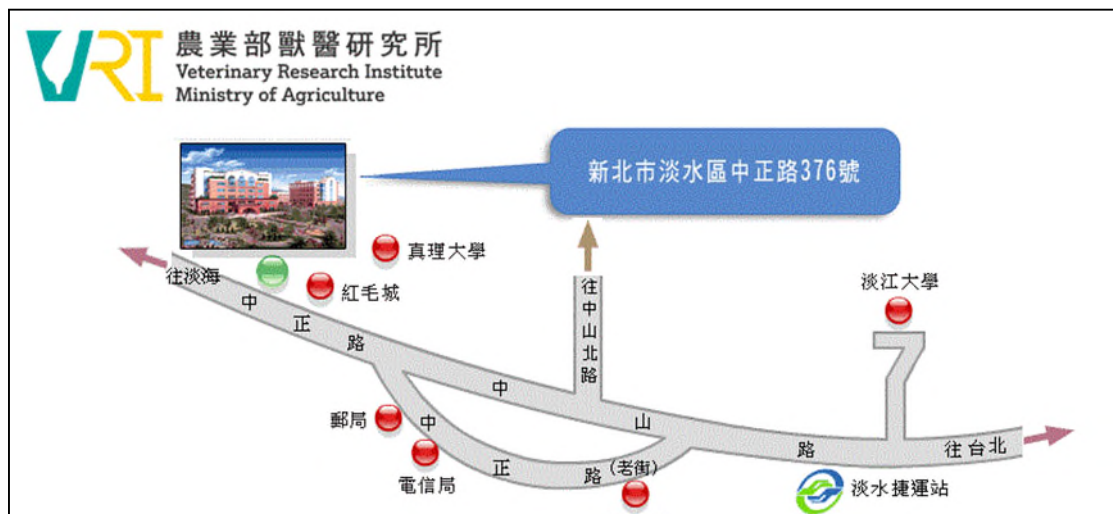 VRI
農業部獸醫研究所
Veterinary Research Institute
Ministry of Agriculture
新北市淡水區中正路376號
真理大學
往淡海
紅毛城
中正路
往中山北路
淡江大學
中山路
往台北
郵局
電信局
中正路(老街)
淡水捷運站